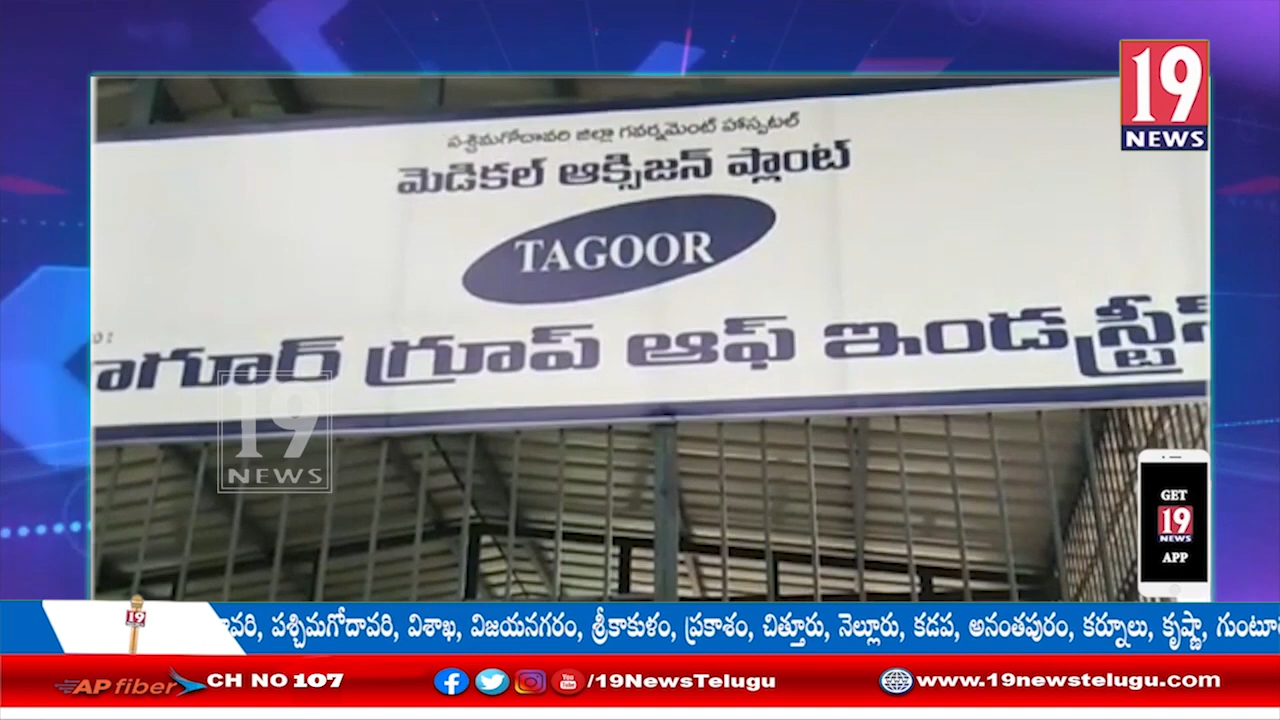 19
NEWS
పశ్చిమగోదావరి జిల్లా గవర్నమెంట్ హాస్పటల్
మెడికల్ ఆక్సిజన్ ప్లాంట్
TAGOOR
గ్రూప్ ఆఫ్ ఇండస్ట్రీస్
19
NEWS
GET
19
NEWS
APP
19
పశ్చిమగోదావరి, విశాఖ, విజయనగరం, శ్రీకాకుళం, ప్రకాశం, చిత్తూరు, నెల్లూరు, కడప, అనంతపురం, కర్నూలు, కృష్ణా,
AP fiber CH NO 107 /19NewsTelugu www.19newstelugu.com